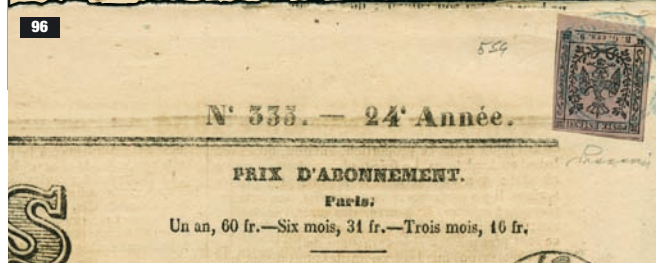 96
554
N° 333. — 24e Année.
PRIX D'ABONNEMENT.
Paris:
Un an, 60 fr.—Six mois, 31 fr.—Trois mois, 16 fr.